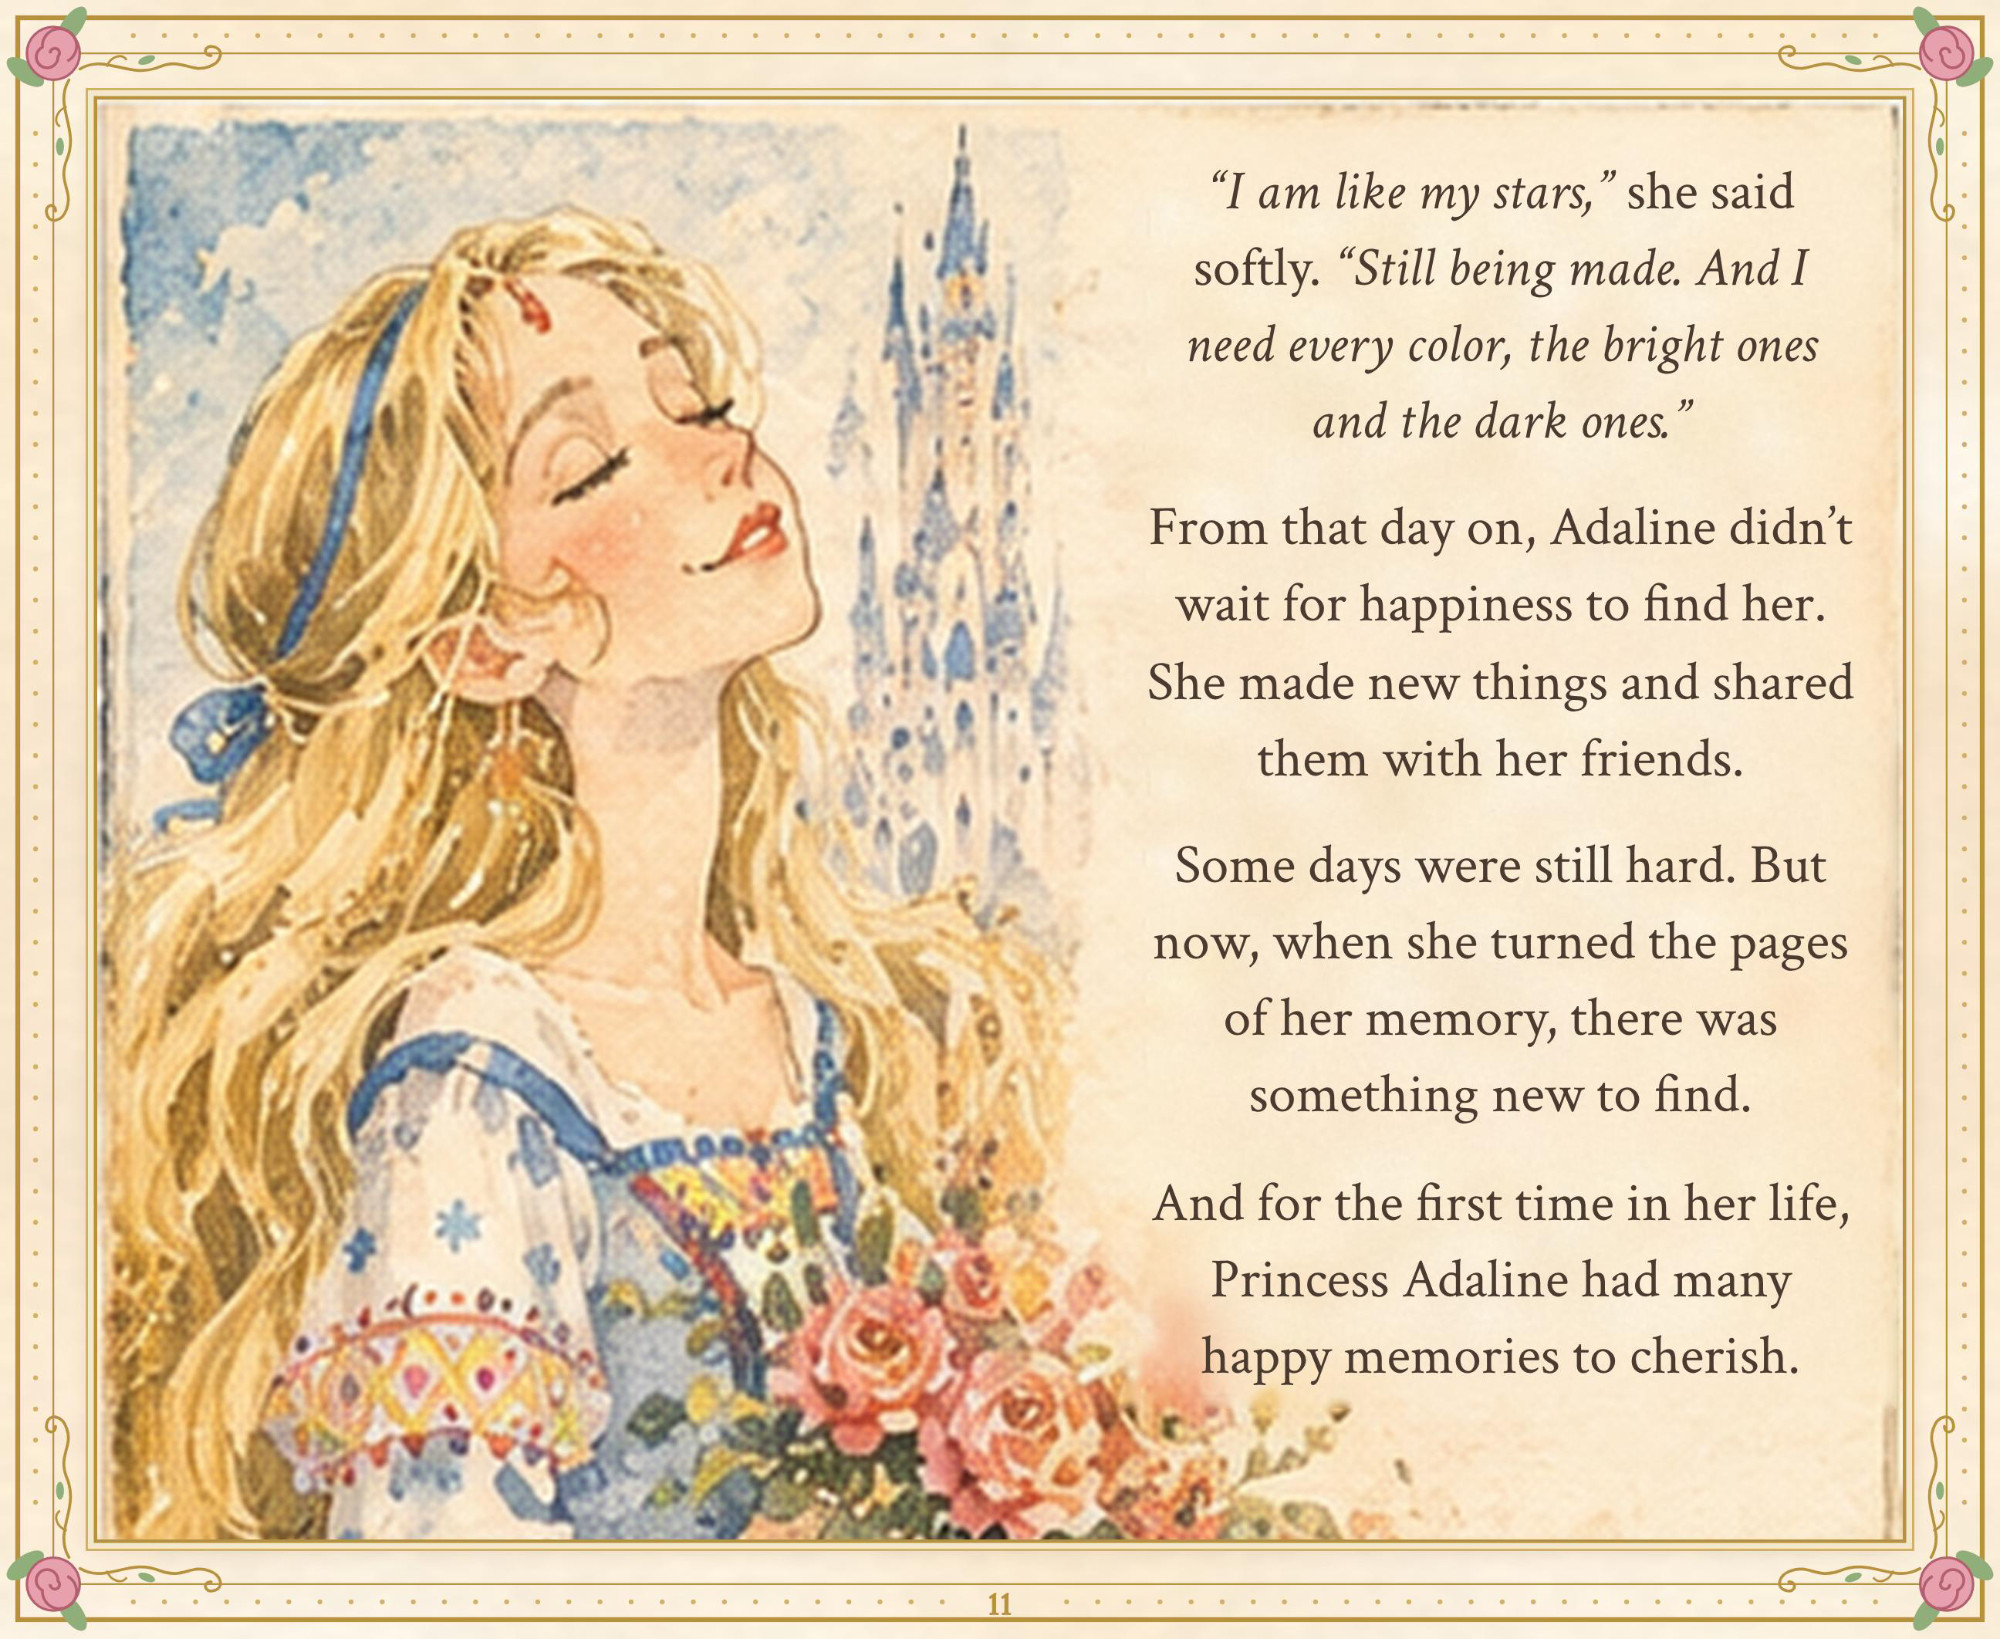 “I am like my stars,” she said
softly. “Still being made. And I
need every color, the bright ones
and the dark ones.”
From that day on, Adaline didn’t
wait for happiness to find her.
She made new things and shared
them with her friends.
Some days were still hard. But
now, when she turned the pages
of her memory, there was
something new to find.
And for the first time in her life,
Princess Adaline had many
happy memories to cherish.
11